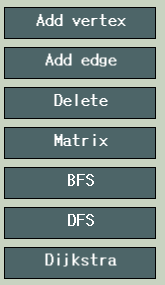 Add vertex
Add edge
Delete
Matrix
BFS
DFS
Dijkstra